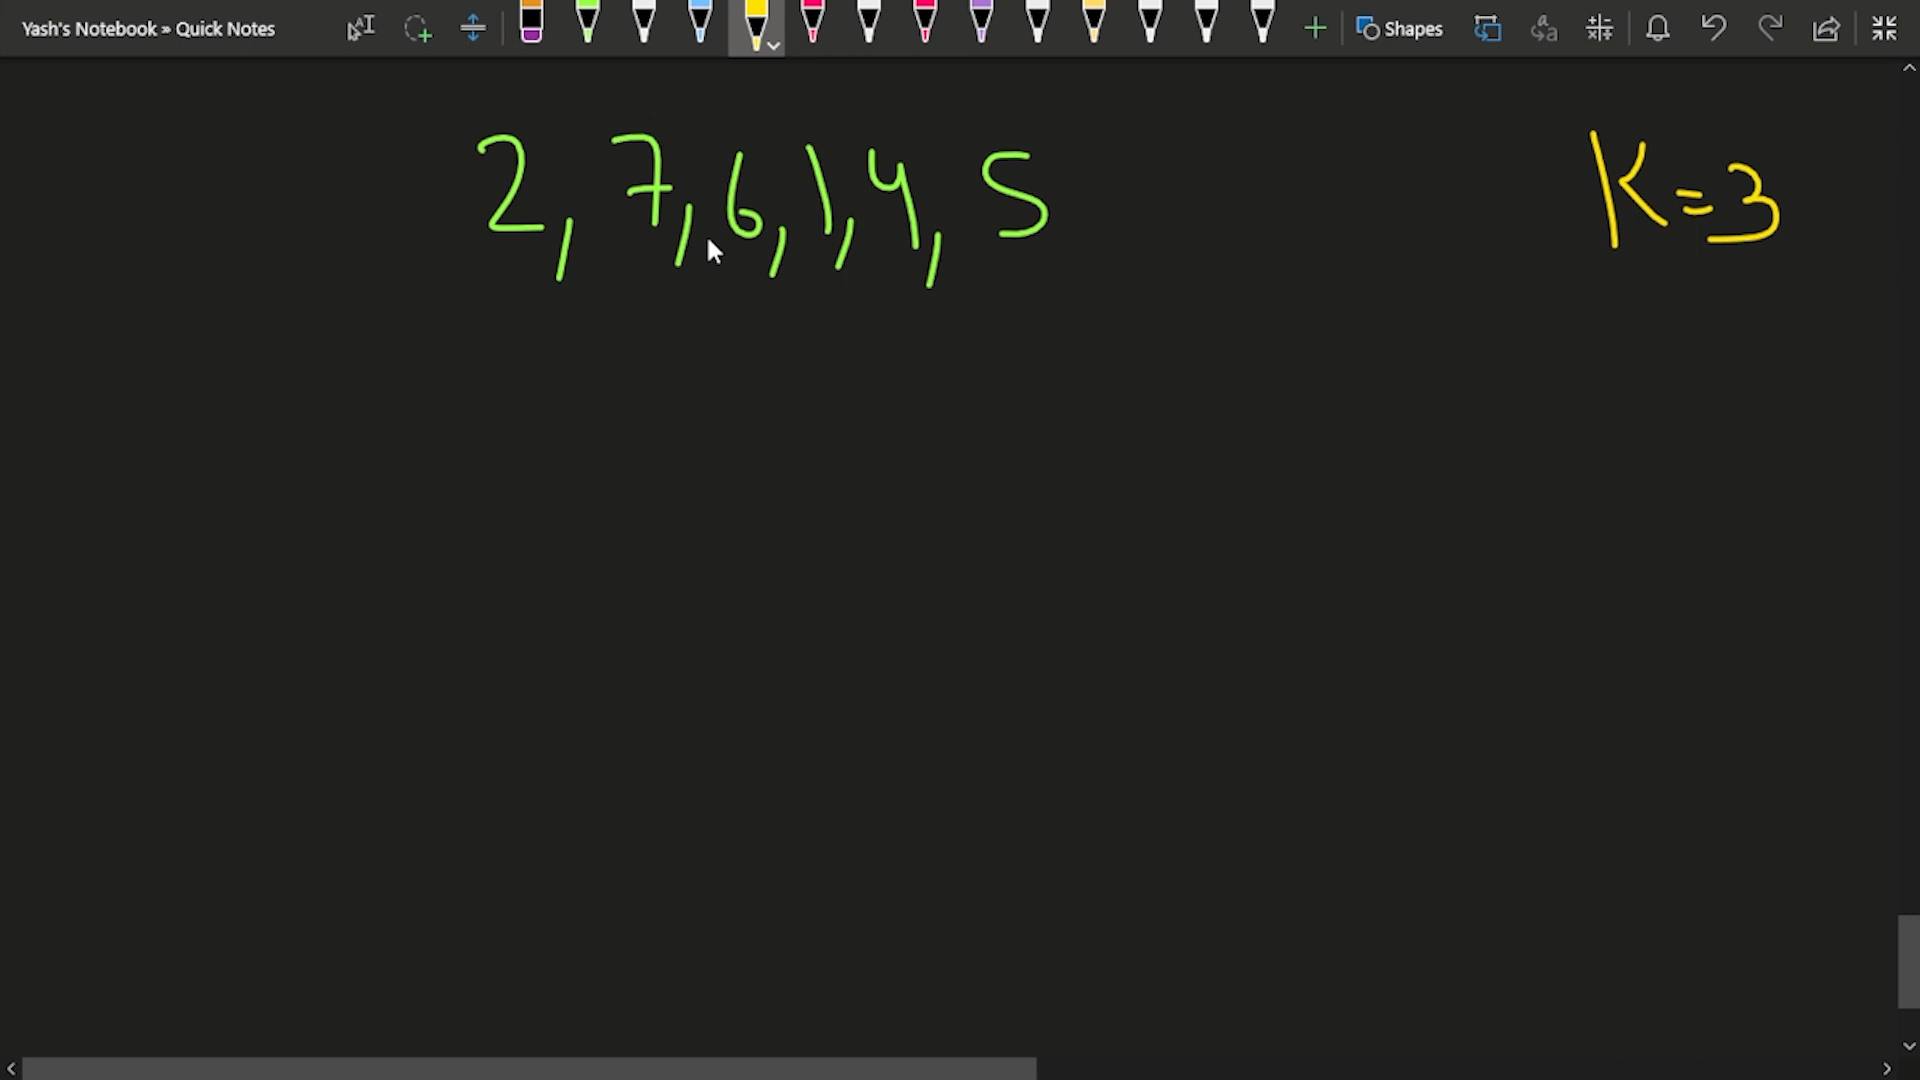 Yash's Notebook » Quick Notes
Shapes
2, 7, 6, 1, 4, 5
K=3